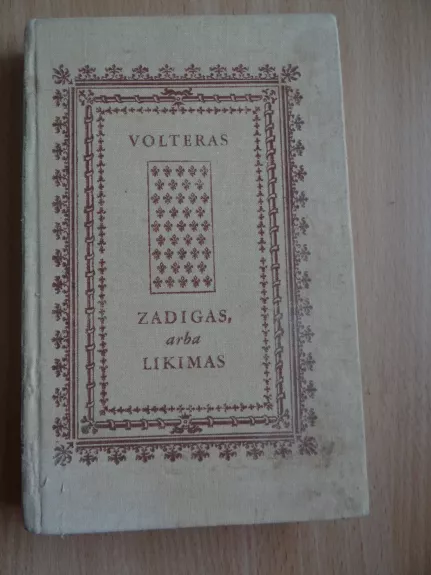 VOLTERAS
ZADIGAS,
arba
LIKIMAS